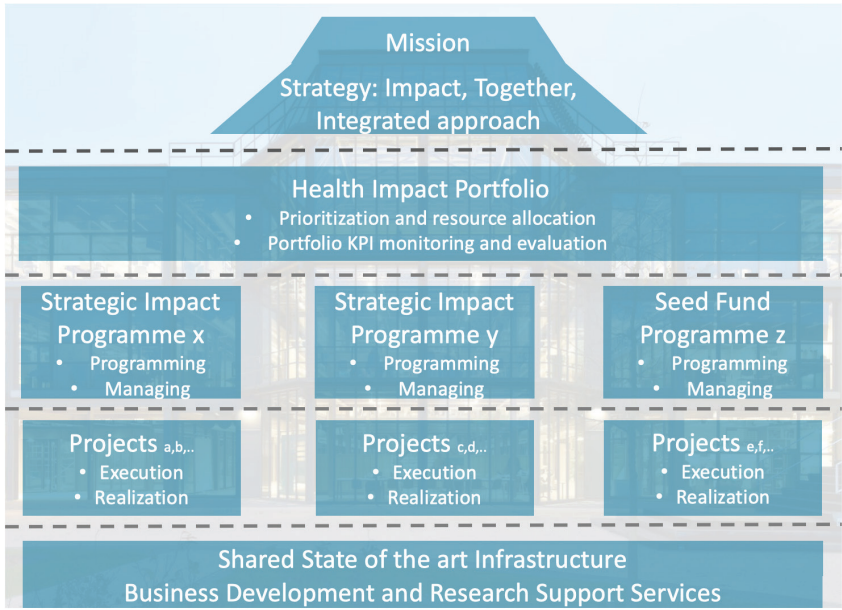 Mission
Strategy: Impact, Together,
Integrated approach
Health Impact Portfolio
• Prioritization and resource allocation
• Portfolio KPI monitoring and evaluation
Strategic Impact
Programme x
• Programming
• Managing
Strategic Impact
Programme y
• Programming
• Managing
Seed Fund
Programme z
• Programming
• Managing
Projects a,b,..
• Execution
• Realization
Projects c,d,..
• Execution
• Realization
Projects e,f,..
• Execution
• Realization
Shared State of the art Infrastructure
Business Development and Research Support Services